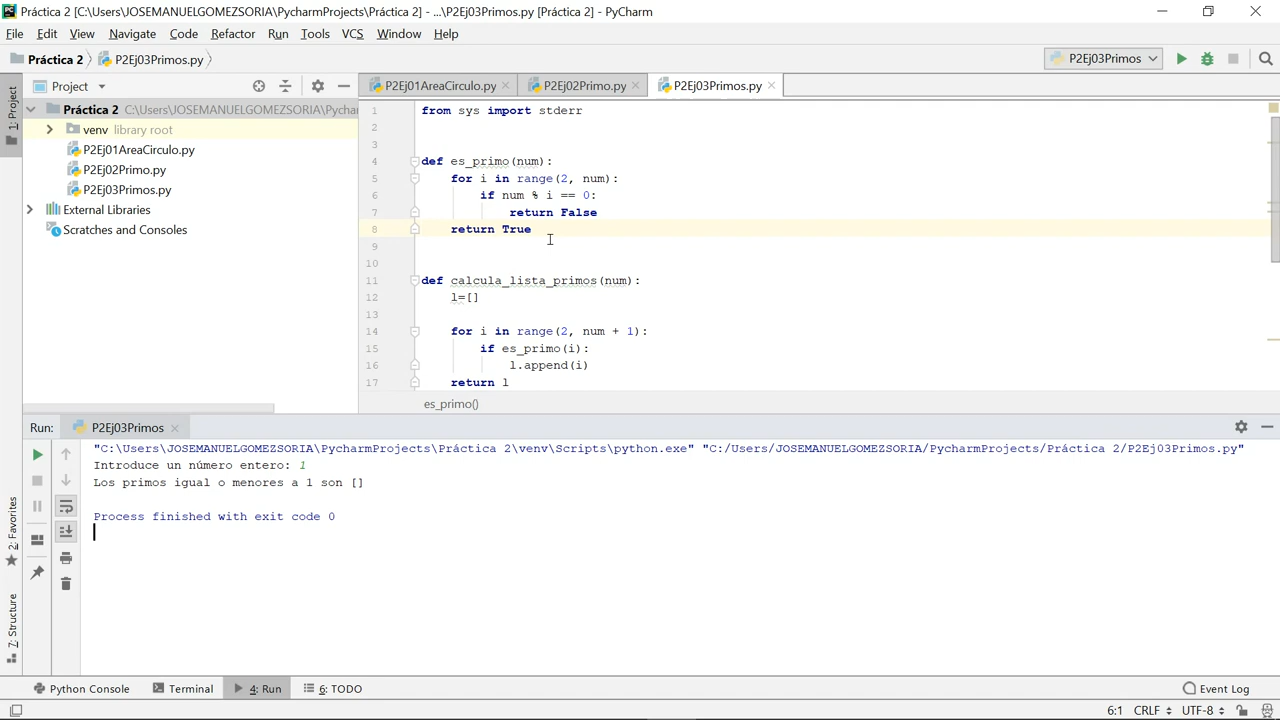 Práctica 2 [C:\Users\JOSEMANUELGOMEZSORIA\PycharmProjects\Práctica 2] - ...\P2Ej03Primos.py [Práctica 2] - PyCharm
File Edit View Navigate Code Refactor Run Tools VCS Window Help
Práctica 2 P2Ej03Primos.py P2Ej03Primos
Project P2Ej01AreaCirculo.py P2Ej02Primo.py P2Ej03Primos.py
1: Project
Práctica 2 C:\Users\JOSEMANUELGOMEZSORIA\Pychar
venv library root
P2Ej01AreaCirculo.py
P2Ej02Primo.py
P2Ej03Primos.py
External Libraries
Scratches and Consoles
1 from sys import stderr
2
3
4 def es_primo(num):
5 for i in range(2, num):
6 if num % i == 0:
7 return False
8 return True
9
10
11 def calcula_lista_primos(num):
12 l=[]
13
14 for i in range(2, num + 1):
15 if es_primo(i):
16 l.append(i)
17 return l
es_primo()
Run: P2Ej03Primos
"C:\Users\JOSEMANUELGOMEZSORIA\PycharmProjects\Práctica 2\venv\Scripts\python.exe" "C:/Users/JOSEMANUELGOMEZSORIA/PycharmProjects/Práctica 2/P2Ej03Primos.py"
Introduce un número entero: 1
Los primos igual o menores a 1 son []
Process finished with exit code 0
2: Favorites
7: Structure
Python Console Terminal 4: Run 6: TODO Event Log
6:1 CRLF UTF-8